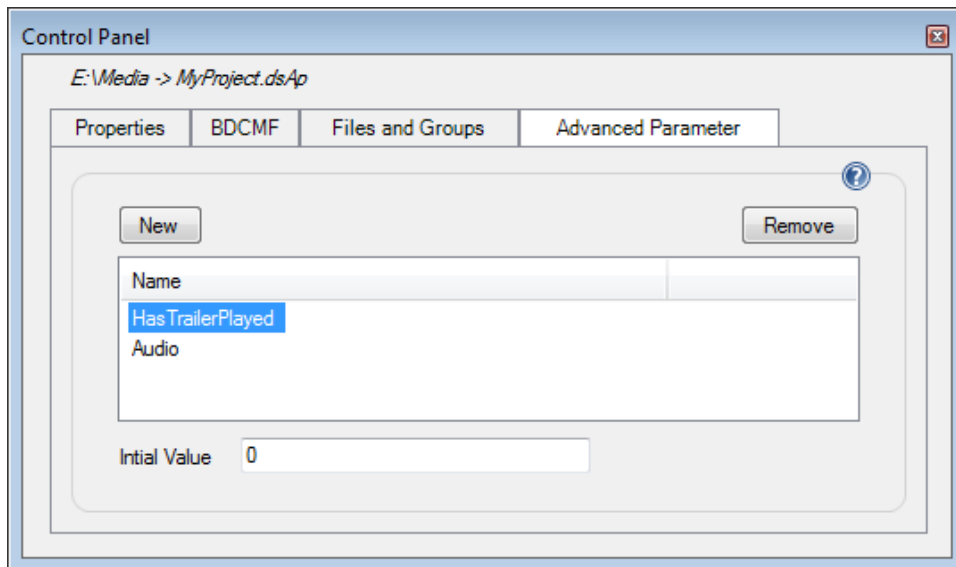 Control Panel
E:\Media -> MyProject.dsAp
Properties BDCMF Files and Groups Advanced Parameter
?
New Remove
Name
HasTrailerPlayed
Audio
Intial Value 0